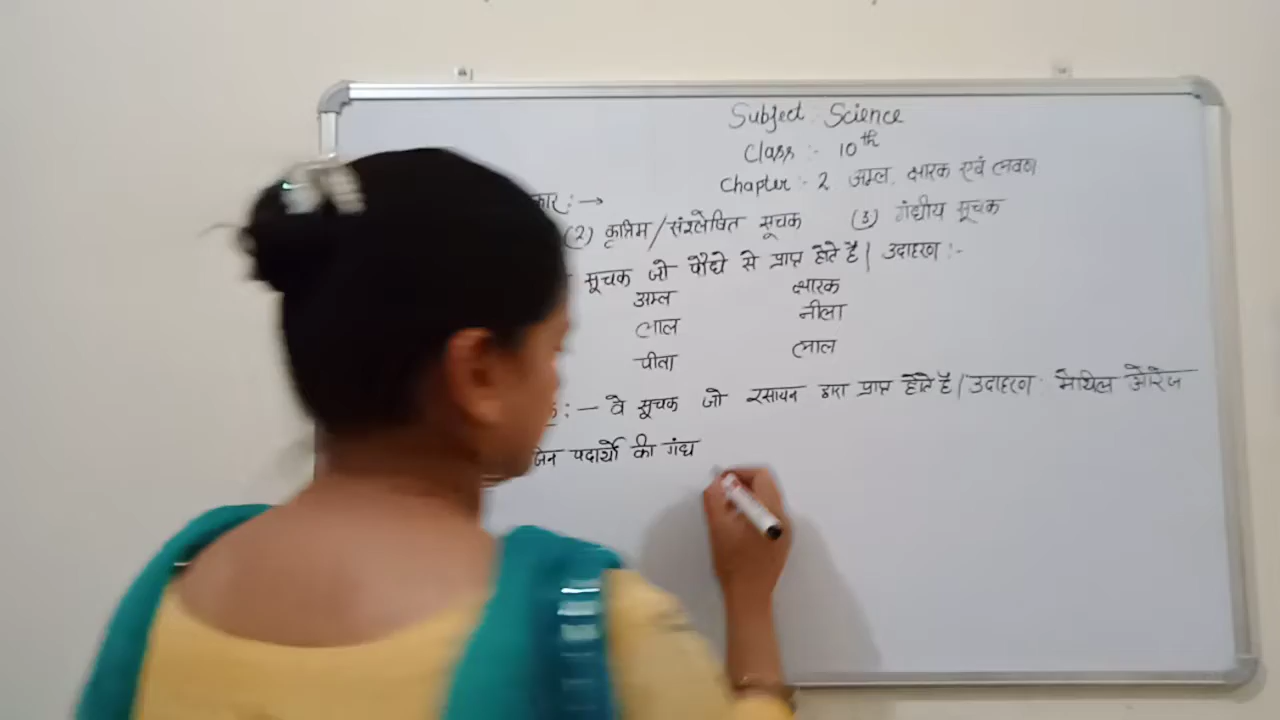 Subject :- Science
Class :- 10th
Chapter :- 2 अम्ल, क्षारक एवं लवण
कार :- →
(2) कृत्रिम/संश्लेषित सूचक (3) गंधीय सूचक
सूचक जो पौधे से प्राप्त होते है| उदाहरण :-
अम्ल क्षारक
लाल नीला
पीला लाल
:- वे सूचक जो रसायन द्वारा प्राप्त होते है| उदाहरण मेथिल ऑरेंज
जिन पदार्थो की गंध